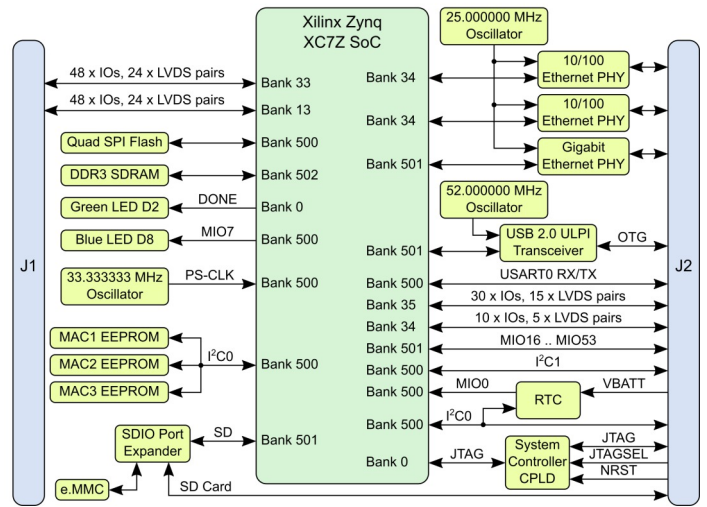 Xilinx Zynq
XC7Z SoC
25.000000 MHz
Oscillator
48 x IOs, 24 x LVDS pairs
Bank 33
Bank 34
10/100
Ethernet PHY
48 x IOs, 24 x LVDS pairs
Bank 13
Bank 34
10/100
Ethernet PHY
Quad SPI Flash
Bank 500
Bank 501
Gigabit
Ethernet PHY
DDR3 SDRAM
Bank 502
52.000000 MHz
Oscillator
Green LED D2
DONE
Bank 0
Blue LED D8
MIO7
Bank 500
Bank 501
USB 2.0 ULPI
Transceiver
OTG
J1
J2
33.333333 MHz
Oscillator
PS-CLK
Bank 500
Bank 500
USART0 RX/TX
Bank 35
30 x IOs, 15 x LVDS pairs
Bank 34
10 x IOs, 5 x LVDS pairs
MAC1 EEPROM
MAC2 EEPROM
MAC3 EEPROM
I²C0
Bank 500
Bank 501
MIO16 .. MIO53
Bank 500
I²C1
Bank 500
MIO0
RTC
VBATT
Bank 500
I²C0
SDIO Port
Expander
SD
Bank 501
Bank 0
JTAG
System
Controller
CPLD
JTAG
JTAGSEL
NRST
e.MMC
SD Card